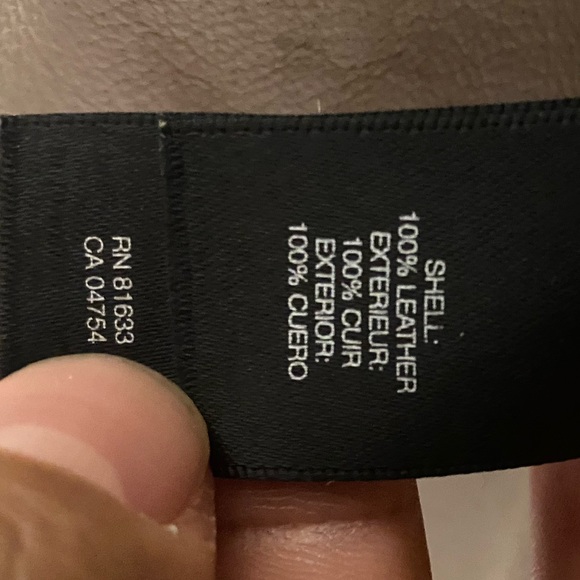 SHELL:
100% LEATHER
EXTERIEUR:
100% CUIR
EXTERIOR:
100% CUERO
RN 81633
CA 04754